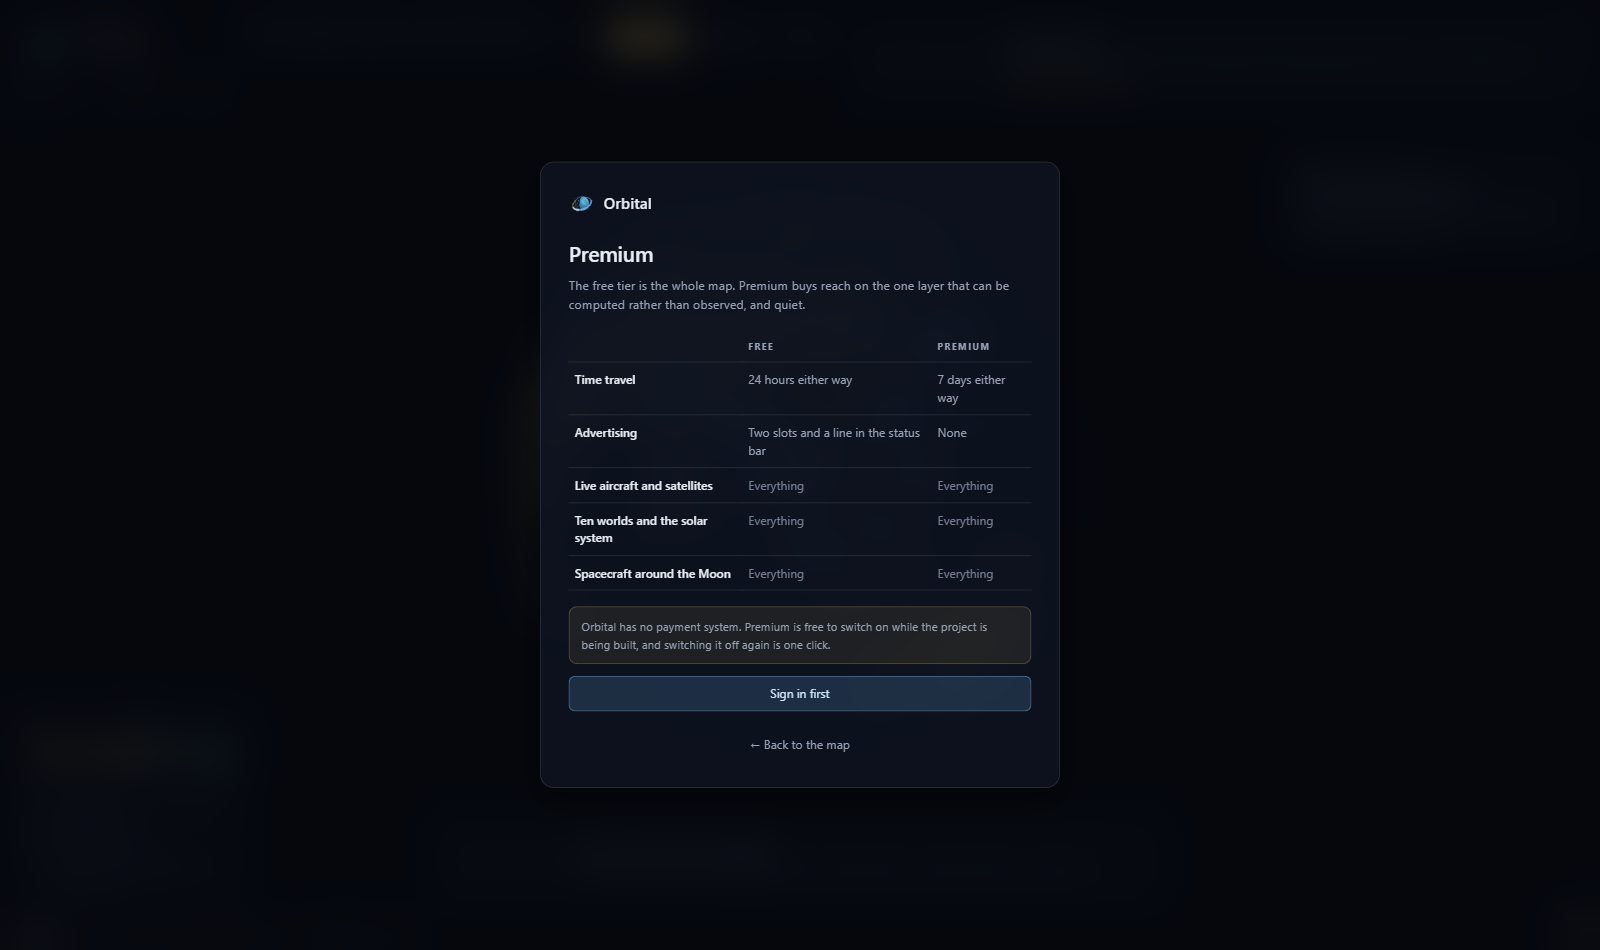 Orbital
Premium
The free tier is the whole map. Premium buys reach on the one layer that can be
computed rather than observed, and quiet.
FREE PREMIUM
Time travel 24 hours either way 7 days either
way
Advertising Two slots and a line in the status None
bar
Live aircraft and satellites Everything Everything
Ten worlds and the solar Everything Everything
system
Spacecraft around the Moon Everything Everything
Orbital has no payment system. Premium is free to switch on while the project is
being built, and switching it off again is one click.
Sign in first
← Back to the map